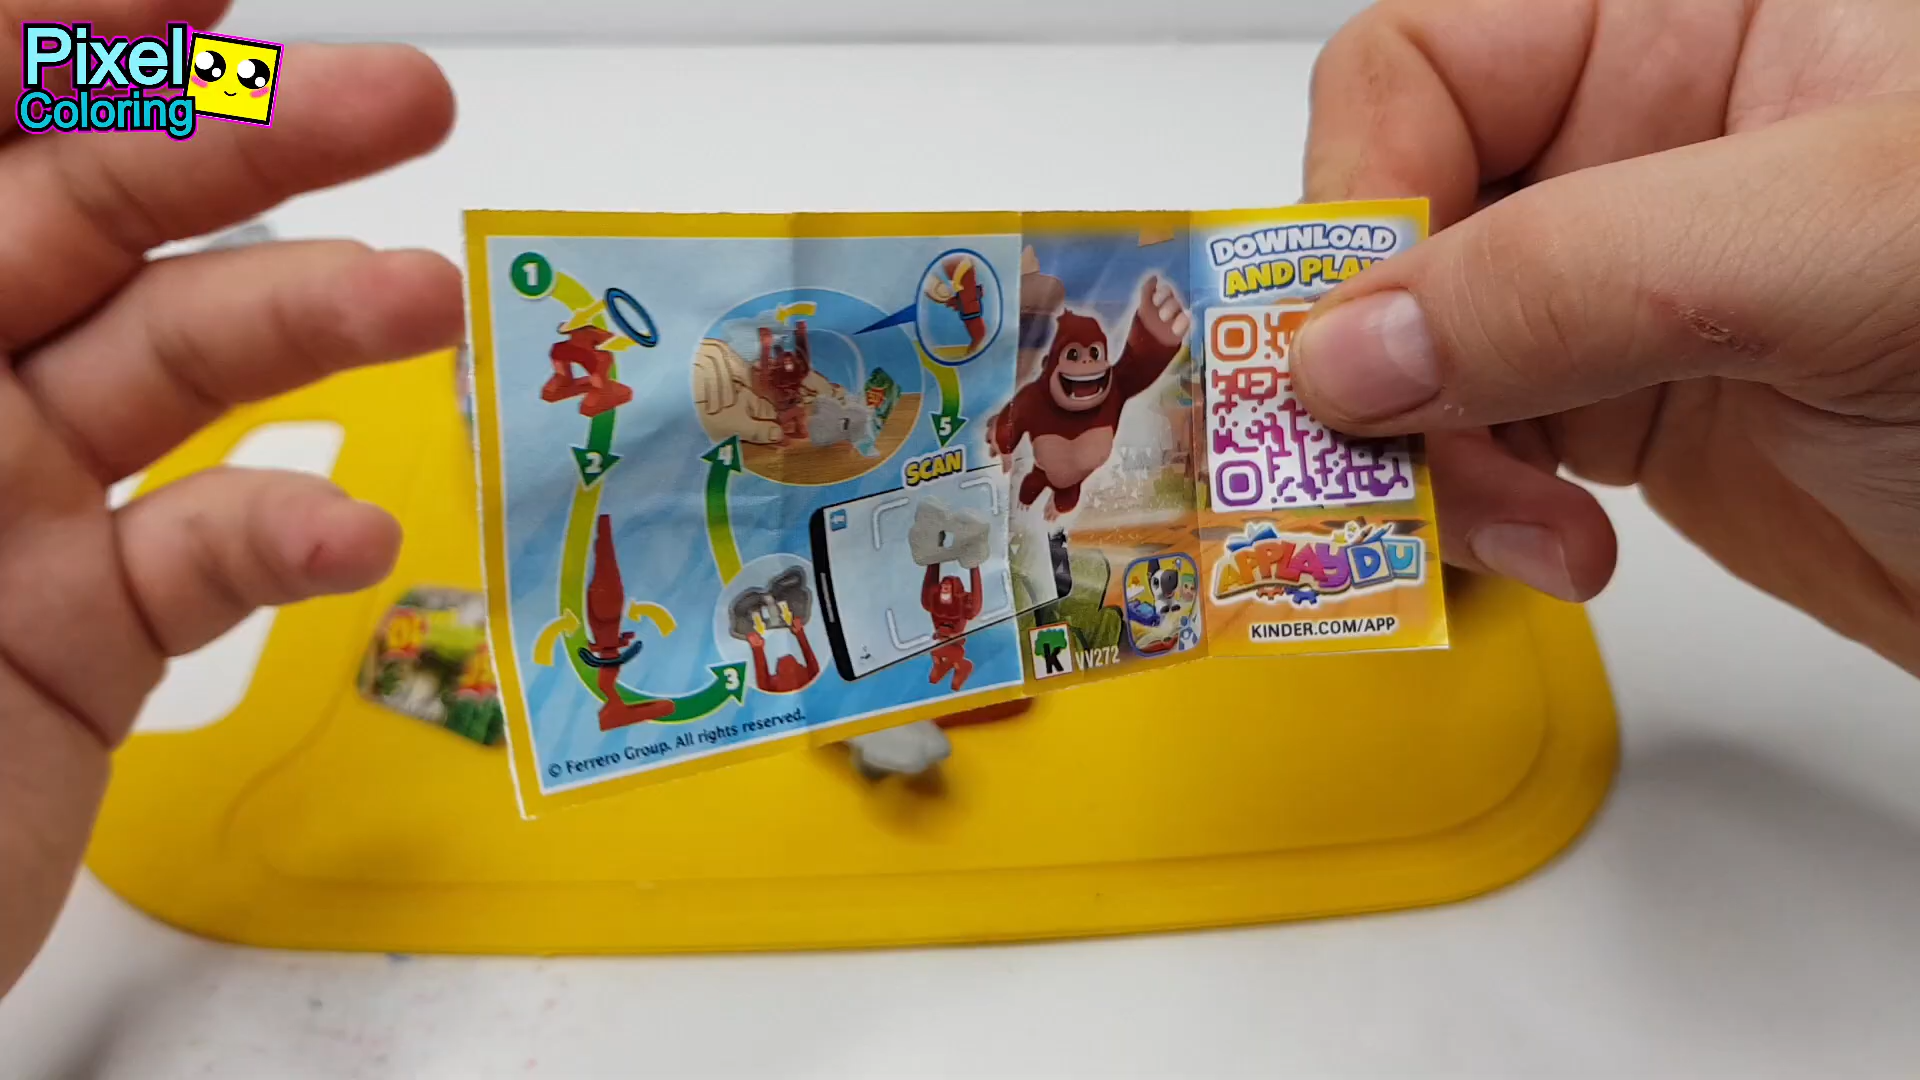 Pixel
Coloring
DOWNLOAD
AND PLAY
1
2
3
4
5
SCAN
K VV272
APPLAYDU
KINDER.COM/APP
© Ferrero Group. All rights reserved.